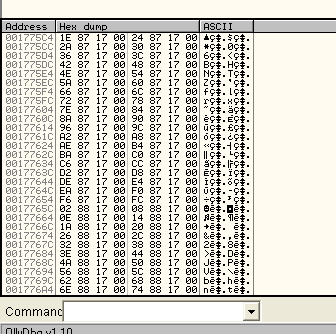 Address Hex dump ASCII
001775C4 1E 87 17 00 24 87 17 00 ▲ç↨.$ç↨.
001775CC 2A 87 17 00 30 87 17 00 *ç↨.0ç↨.
001775D4 36 87 17 00 3C 87 17 00 6ç↨.<ç↨.
001775DC 42 87 17 00 48 87 17 00 Bç↨.Hç↨.
001775E4 4E 87 17 00 54 87 17 00 Nç↨.Tç↨.
001775EC 5A 87 17 00 60 87 17 00 Zç↨.`ç↨.
001775F4 66 87 17 00 6C 87 17 00 fç↨.lç↨.
001775FC 72 87 17 00 78 87 17 00 rç↨.xç↨.
00177604 7E 87 17 00 84 87 17 00 ~ç↨.äç↨.
0017760C 8A 87 17 00 90 87 17 00 èç↨.Éç↨.
00177614 96 87 17 00 9C 87 17 00 ûç↨.£ç↨.
0017761C A2 87 17 00 A8 87 17 00 óç↨.¿ç↨.
00177624 AE 87 17 00 B4 87 17 00 «ç↨.┤ç↨.
0017762C BA 87 17 00 C0 87 17 00 ║ç↨.└ç↨.
00177634 C6 87 17 00 CC 87 17 00 ãç↨.╠ç↨.
0017763C D2 87 17 00 D8 87 17 00 Êç↨.Ïç↨.
00177644 DE 87 17 00 E4 87 17 00 Ìç↨.õç↨.
0017764C EA 87 17 00 F0 87 17 00 Ûç↨.-ç↨.
00177654 F6 87 17 00 FC 87 17 00 ÷ç↨.³ç↨.
0017765C 02 88 17 00 08 88 17 00 ☻ê↨.◘ê↨.
00177664 0E 88 17 00 14 88 17 00 ♫ê↨.¶ê↨.
0017766C 1A 88 17 00 20 88 17 00 →ê↨. ê↨.
00177674 26 88 17 00 2C 88 17 00 &ê↨.,ê↨.
0017767C 32 88 17 00 38 88 17 00 2ê↨.8ê↨.
00177684 3E 88 17 00 44 88 17 00 >ê↨.Dê↨.
0017768C 4A 88 17 00 50 88 17 00 Jê↨.Pê↨.
00177694 56 88 17 00 5C 88 17 00 Vê↨.\ê↨.
0017769C 62 88 17 00 68 88 17 00 bê↨.hê↨.
001776A4 6E 88 17 00 74 88 17 00 nê↨.tê↨.
Command
OllyDbg v1.10